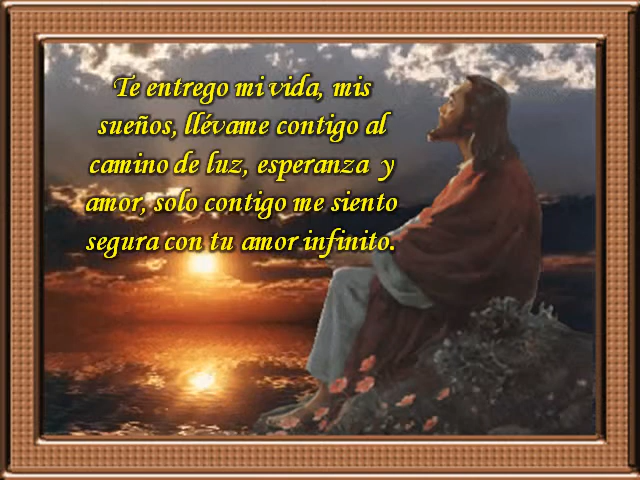 Te entrego mi vida, mis
sueños, llévame contigo al
camino de luz, esperanza y
amor, solo contigo me siento
segura con tu amor infinito.